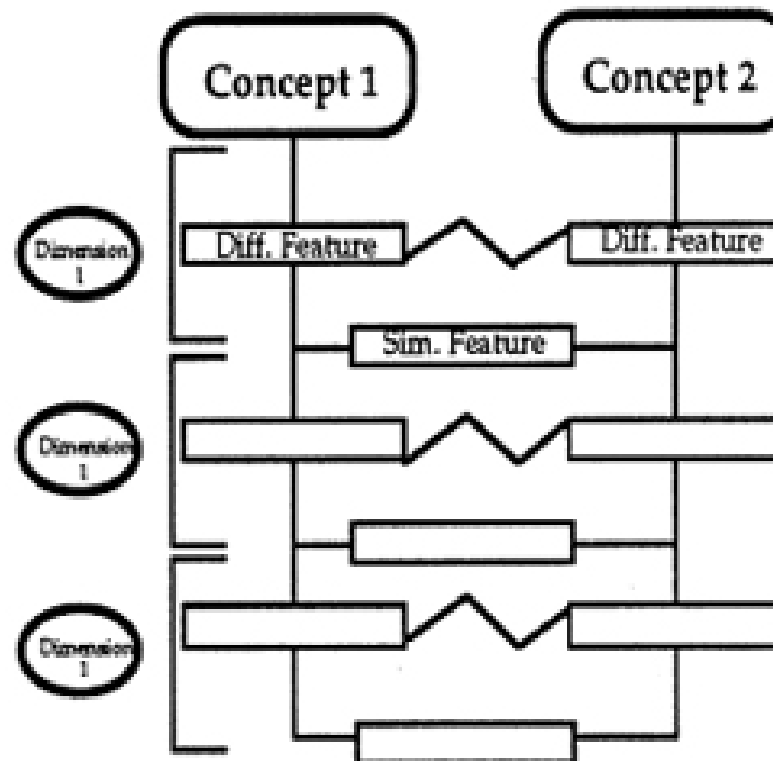 Concept 1
Concept 2
Diff. Feature
Diff. Feature
Dimension
1
Sim. Feature
Dimension
1
Dimension
1